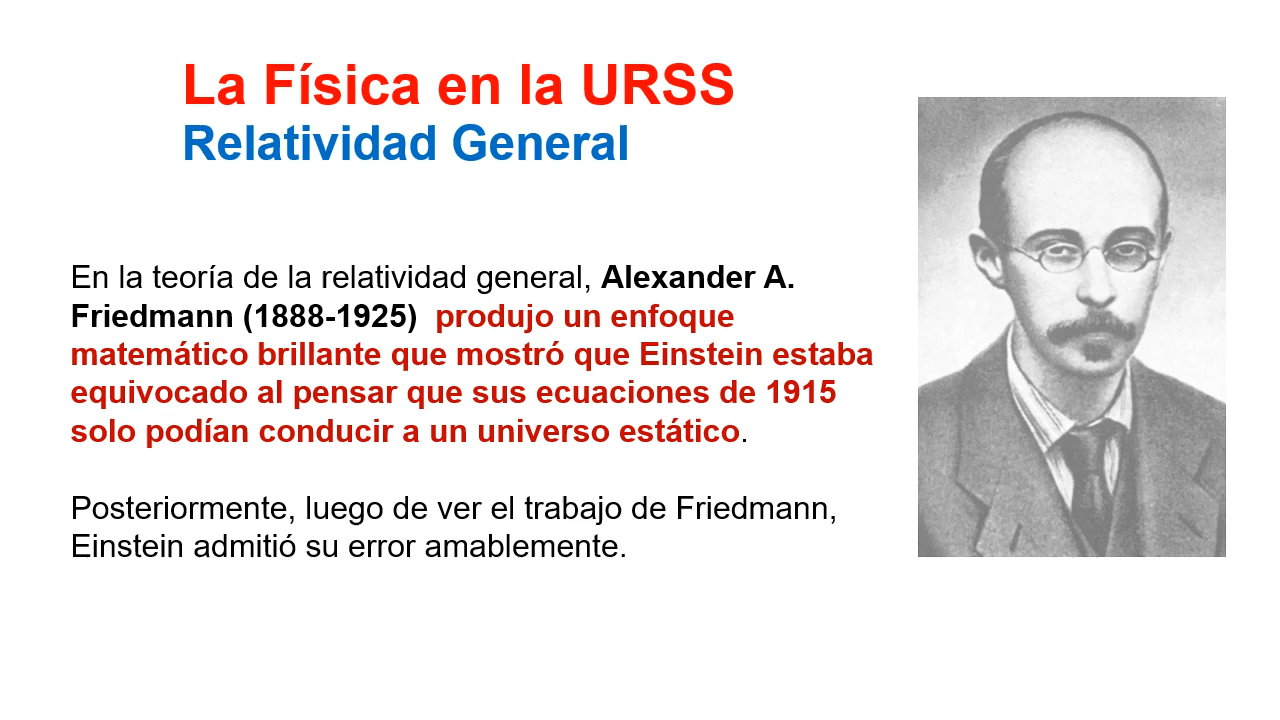 La Física en la URSS
Relatividad General
En la teoría de la relatividad general, Alexander A.
Friedmann (1888-1925)  produjo un enfoque
matemático brillante que mostró que Einstein estaba
equivocado al pensar que sus ecuaciones de 1915
solo podían conducir a un universo estático.
Posteriormente, luego de ver el trabajo de Friedmann,
Einstein admitió su error amablemente.